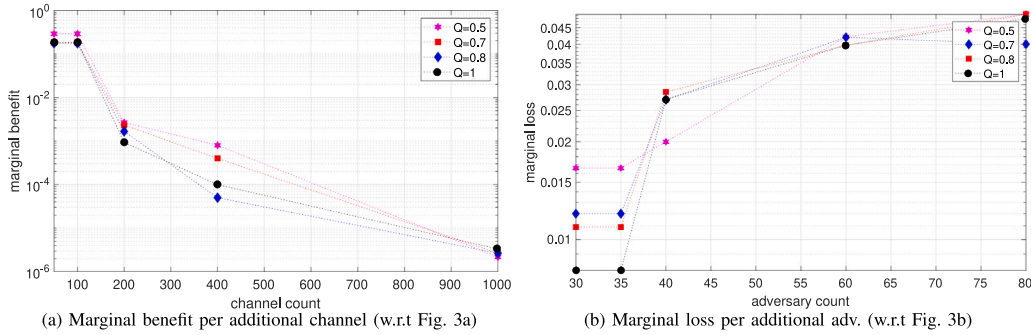 10^0
10^-2
10^-4
10^-6
marginal benefit
100 200 300 400 500 600 700 800 900 1000
channel count
Q=0.5
Q=0.7
Q=0.8
Q=1
(a) Marginal benefit per additional channel (w.r.t Fig. 3a)
0.045
0.04
0.03
0.025
0.02
0.015
0.01
marginal loss
30 35 40 45 50 55 60 65 70 75 80
adversary count
Q=0.5
Q=0.7
Q=0.8
Q=1
(b) Marginal loss per additional adv. (w.r.t Fig. 3b)